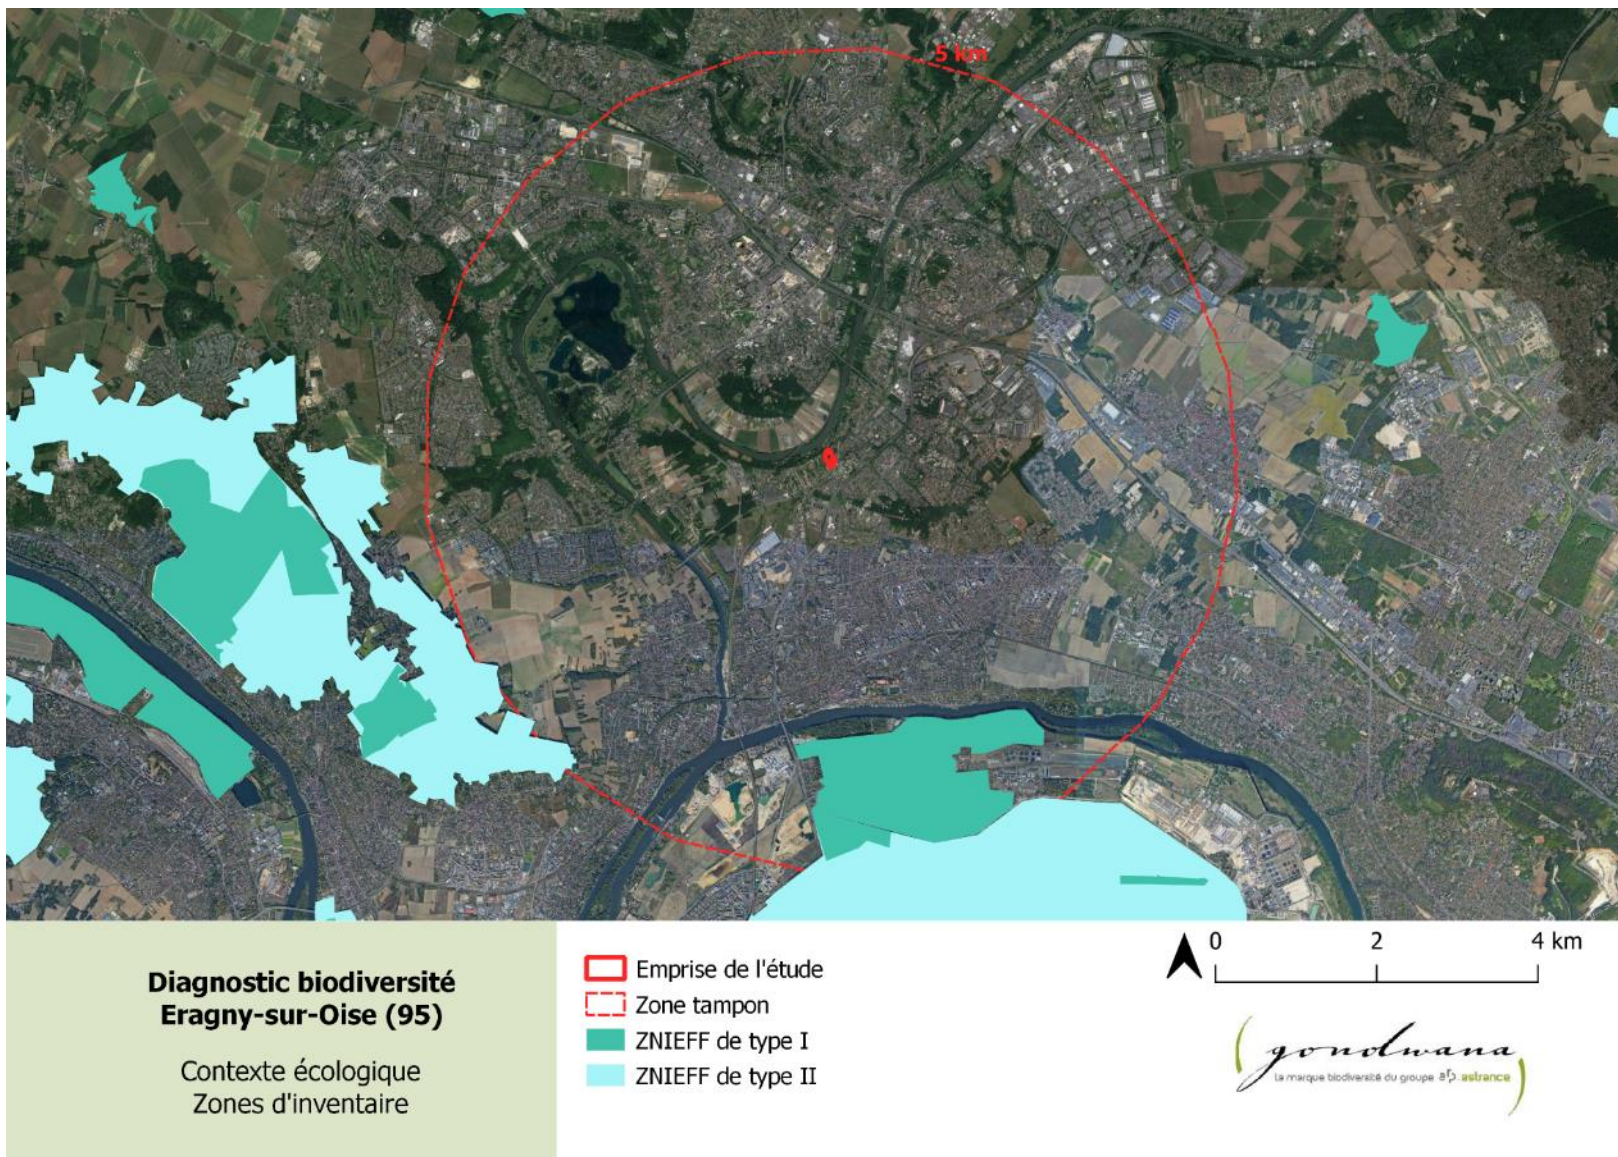 5 km
Diagnostic biodiversité
Eragny-sur-Oise (95)
Contexte écologique
Zones d'inventaire
Emprise de l'étude
Zone tampon
ZNIEFF de type I
ZNIEFF de type II
0 2 4 km
gondwana
la marque biodiversité du groupe arp.astrance